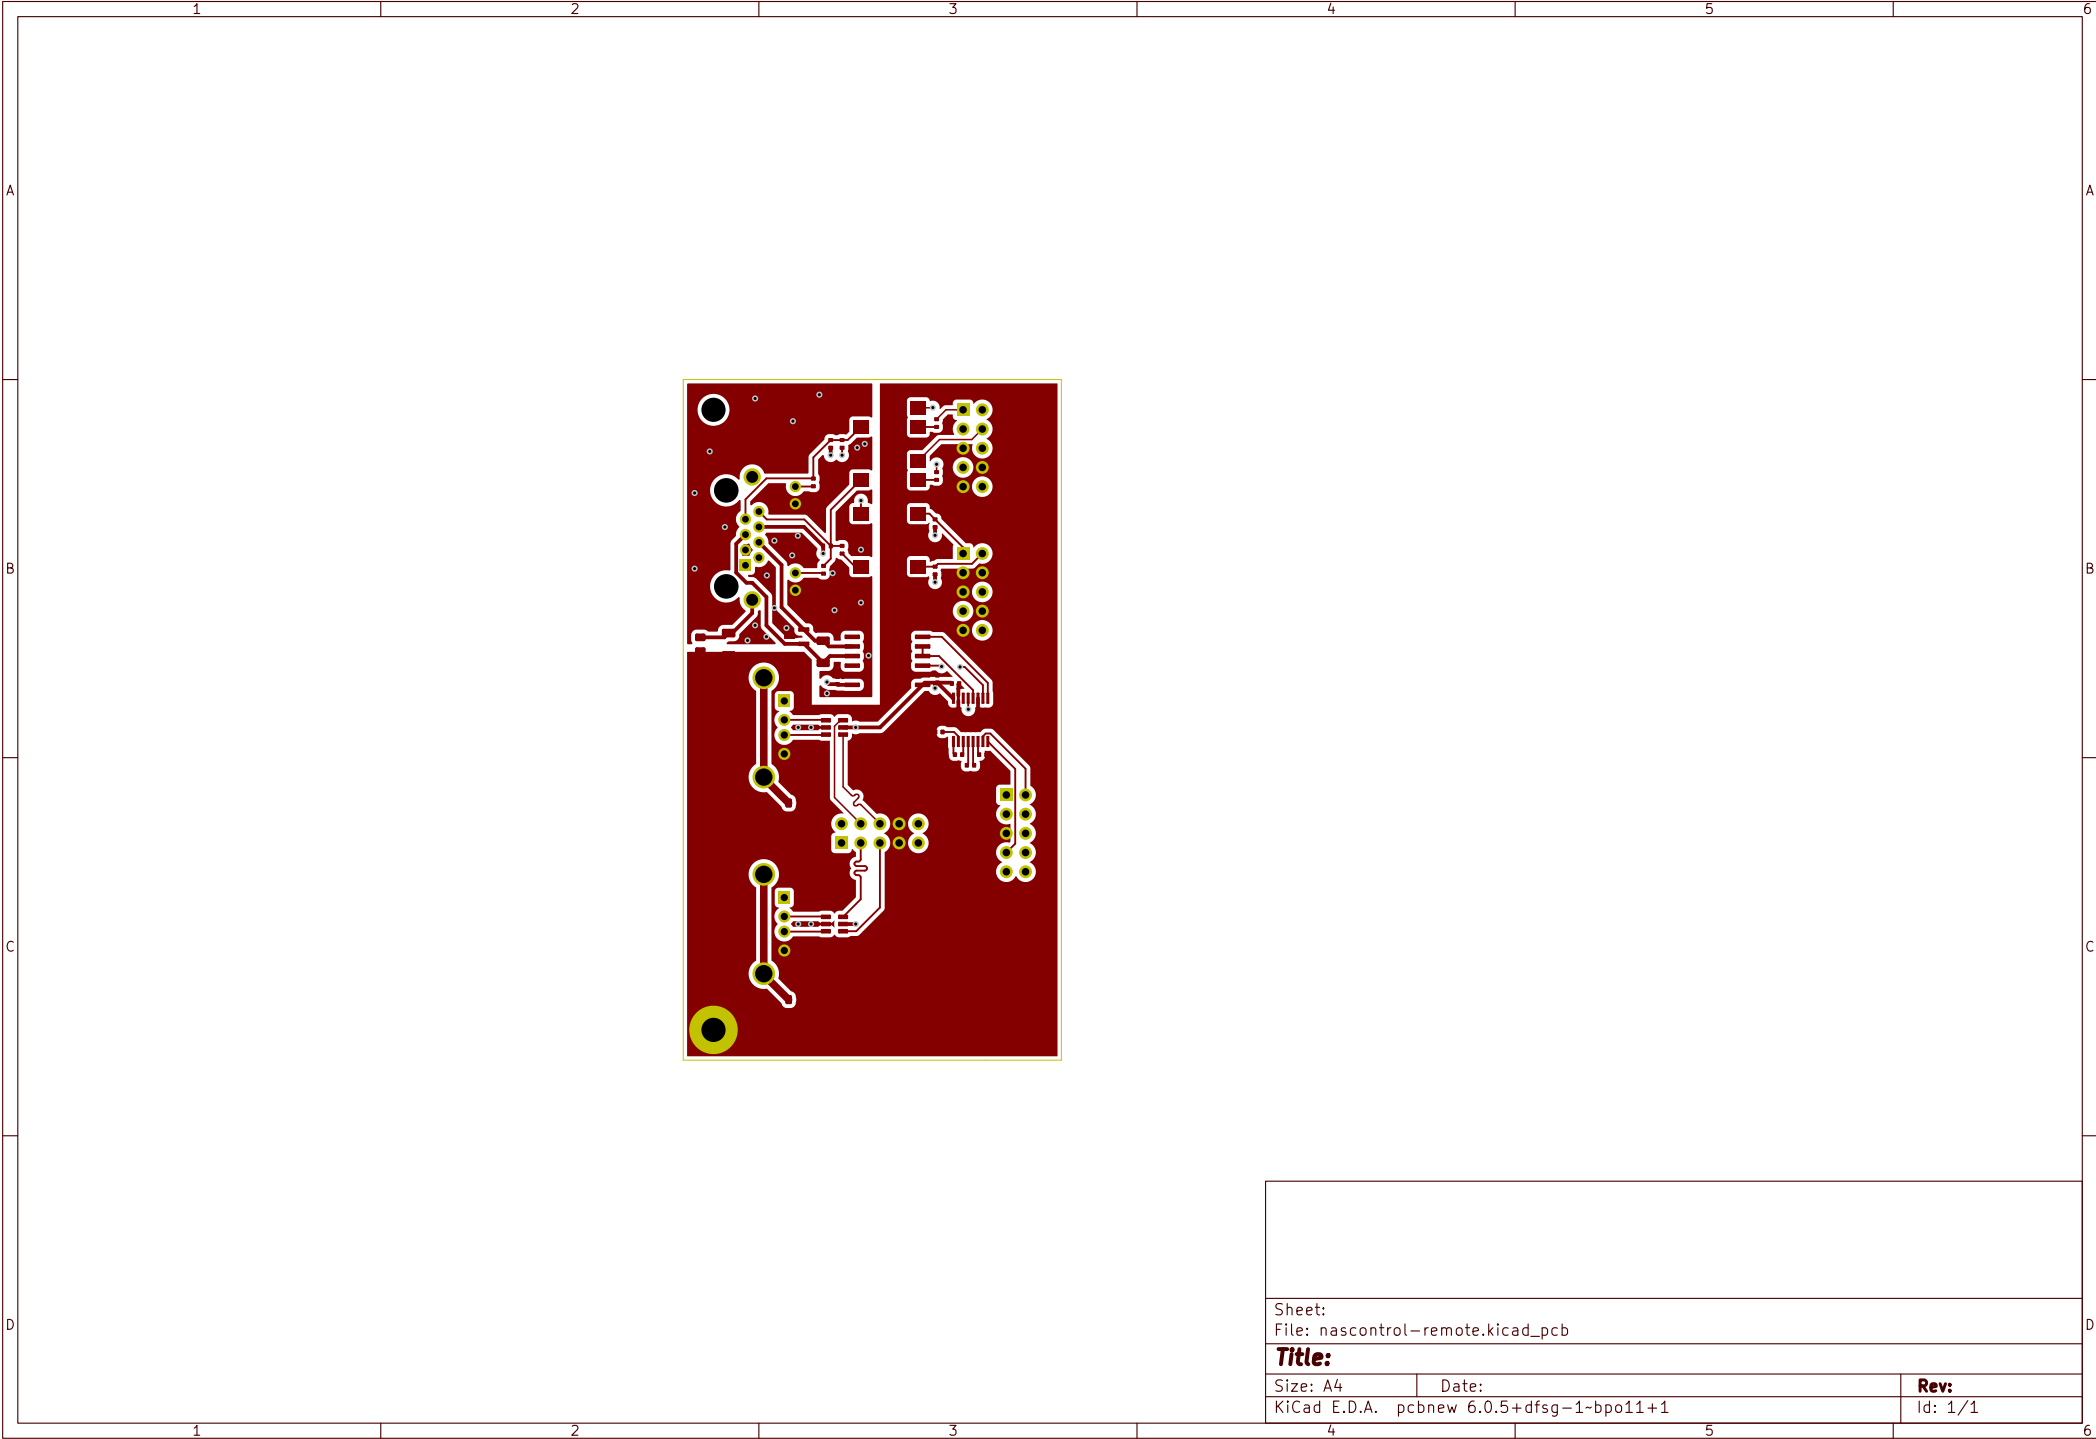 1 2 3 4 5 6
A A
B B
C C
Sheet:
File: nascontrol-remote.kicad_pcb
D D
Title:
Size: A4 Date: Rev:
KiCad E.D.A. pcbnew 6.0.5+dfsg-1~bpo11+1 Id: 1/1
1 2 3 4 5 6